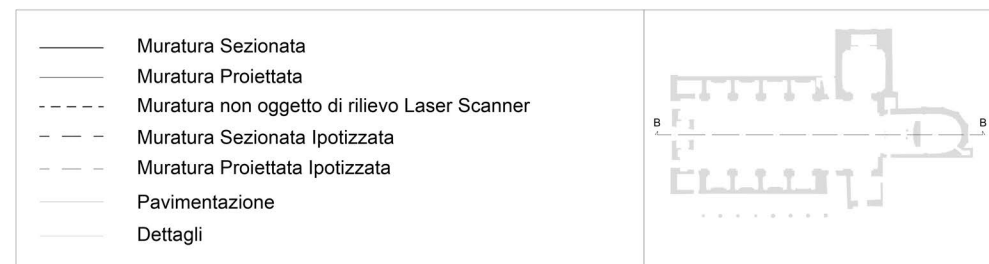 Muratura Sezionata
Muratura Proiettata
Muratura non oggetto di rilievo Laser Scanner
Muratura Sezionata Ipotizzata
Muratura Proiettata Ipotizzata
Pavimentazione
Dettagli
B B